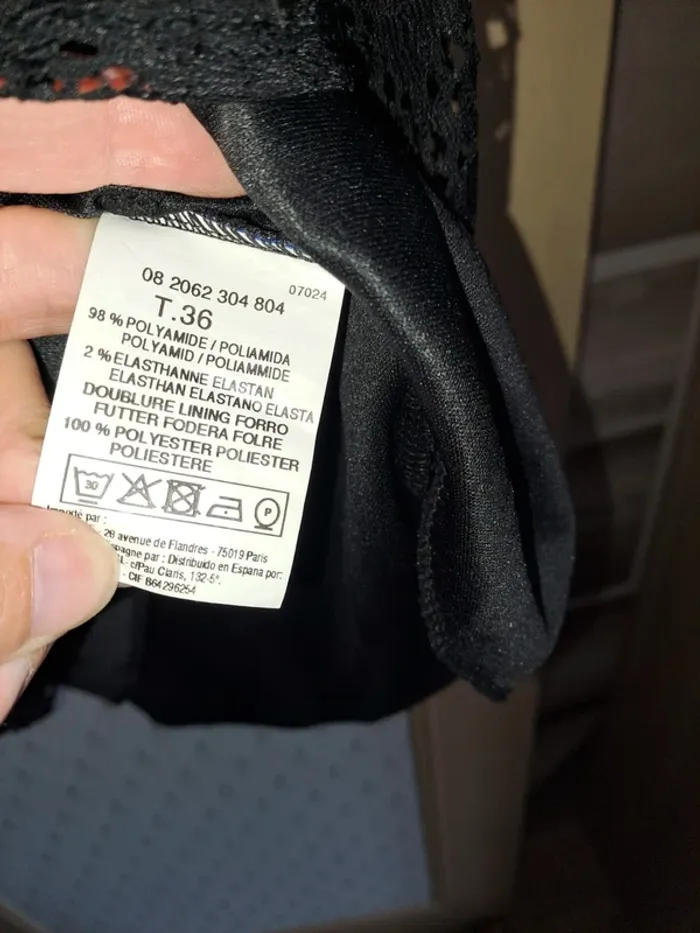 08 2062 304 804 07024
T.36
98 % POLYAMIDE / POLIAMIDA
POLYAMID / POLIAMMIDE
2 % ELASTHANNE ELASTAN
ELASTHAN ELASTANO ELASTA
DOUBLURE LINING FORRO
FUTTER FODERA FOLRE
100 % POLYESTER POLIESTER
POLIESTERE
30 P
par :
28 avenue de Flandres - 75019 Paris
par : Distribuido en Espana por:
c/Pau Claris, 132-5°.
- CIF B64296254